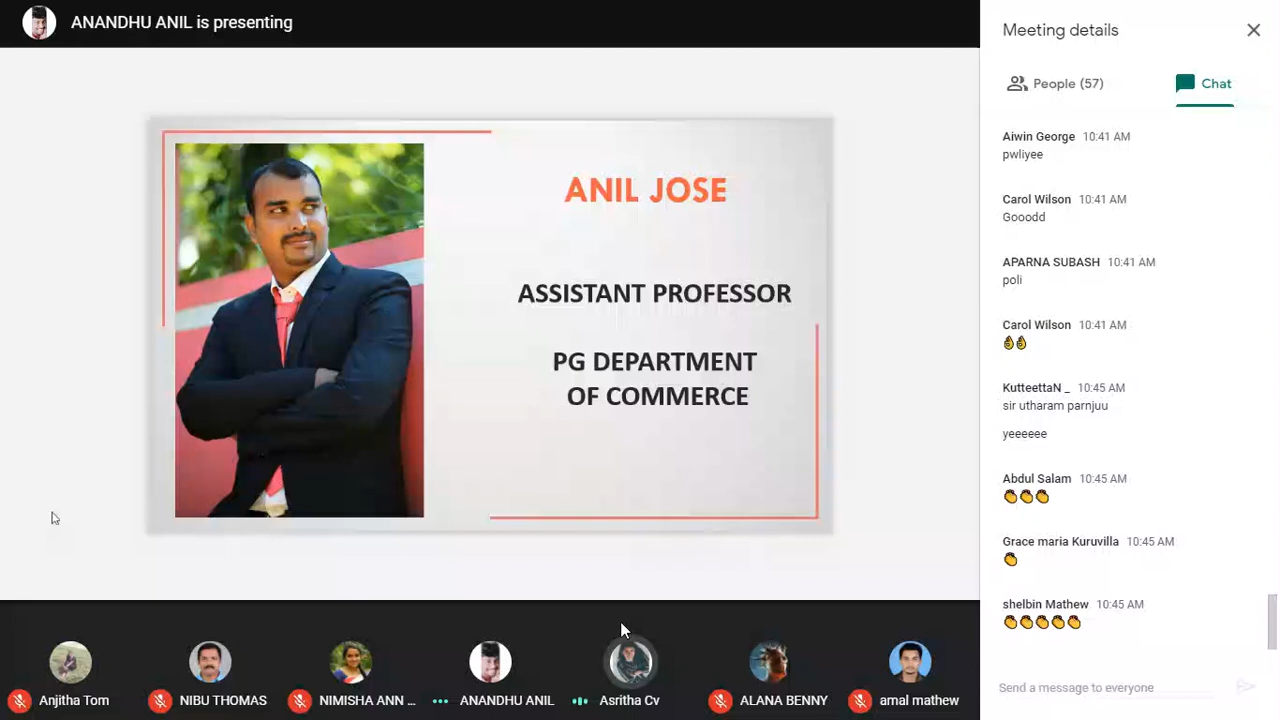 ANANDHU ANIL is presenting
ANIL JOSE
ASSISTANT PROFESSOR
PG DEPARTMENT
OF COMMERCE
Anjitha Tom
NIBU THOMAS
NIMISHA ANN ...
ANANDHU ANIL
Asritha Cv
ALANA BENNY
amal mathew
Meeting details
People (57)
Chat
Aiwin George 10:41 AM
pwliyee
Carol Wilson 10:41 AM
Gooodd
APARNA SUBASH 10:41 AM
poli
Carol Wilson 10:41 AM
KutteettaN _ 10:45 AM
sir utharam parnjuu
yeeeeee
Abdul Salam 10:45 AM
Grace maria Kuruvilla 10:45 AM
shelbin Mathew 10:45 AM
Send a message to everyone